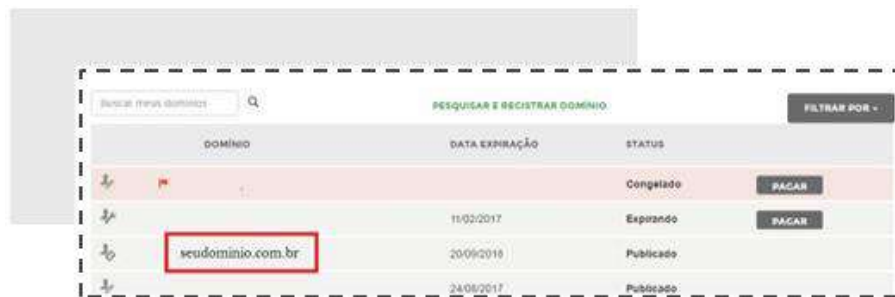 Buscar meus domínios PESQUISAR E REGISTRAR DOMÍNIO FILTRAR POR
DOMÍNIO DATA EXPIRAÇÃO STATUS
Congelado PAGAR
11/02/2017 Expirando PAGAR
seudominio.com.br 20/09/2018 Publicado
24/08/2017 Publicado